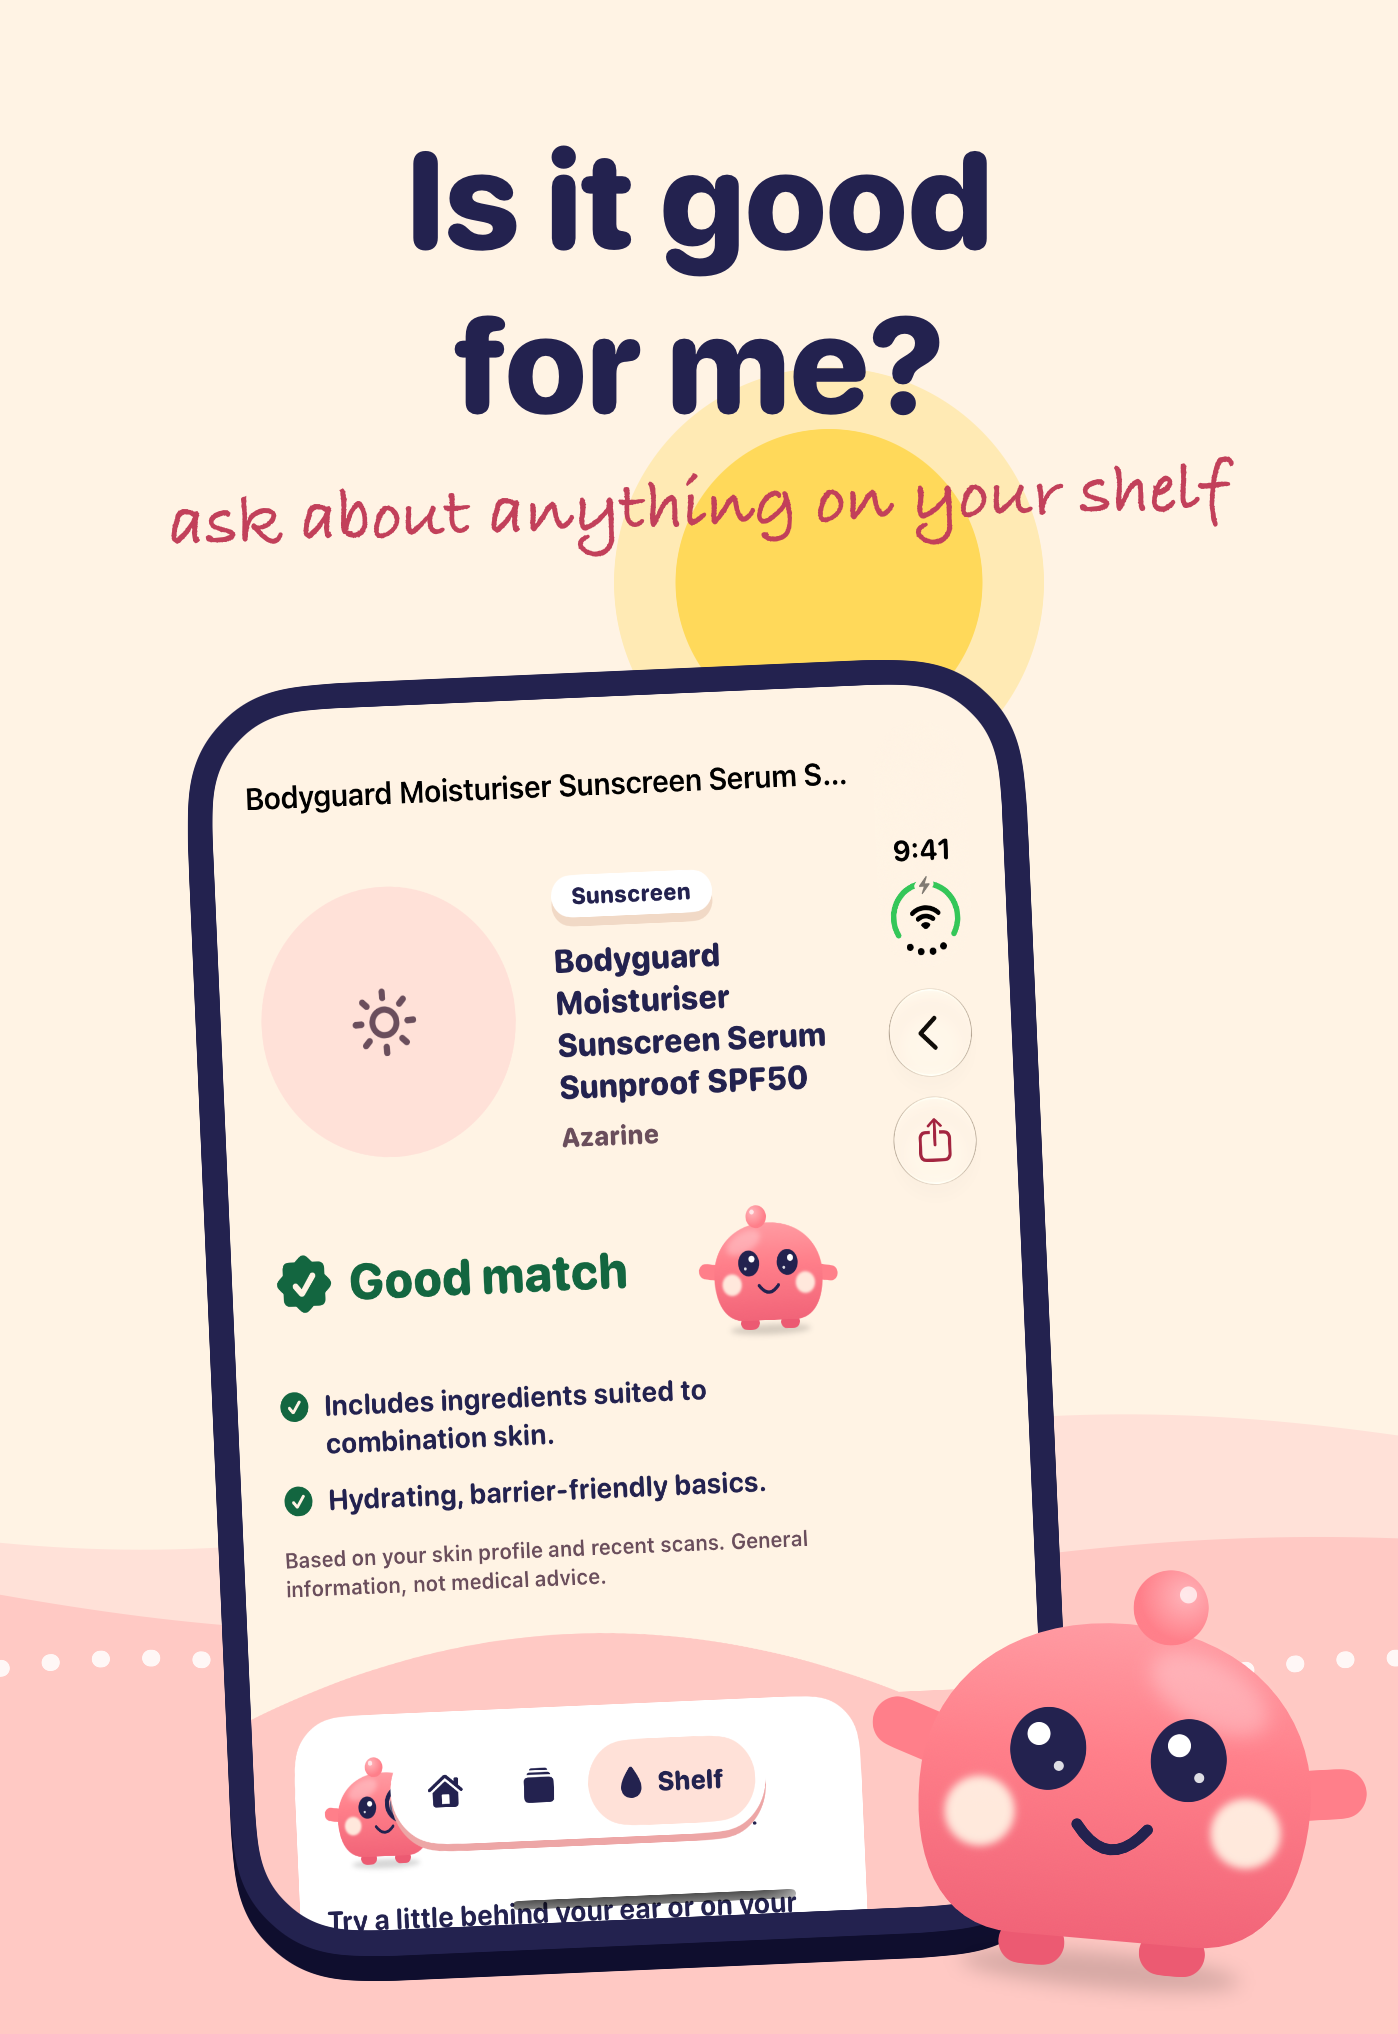 Is it good
for me?
ask about anything on your shelf
Bodyguard Moisturiser Sunscreen Serum S...
9:41
Sunscreen
Bodyguard
Moisturiser
Sunscreen Serum
Sunproof SPF50
Azarine
Good match
Includes ingredients suited to
combination skin.
Hydrating, barrier-friendly basics.
Based on your skin profile and recent scans. General
information, not medical advice.
Shelf
Try a little behind your ear or on your